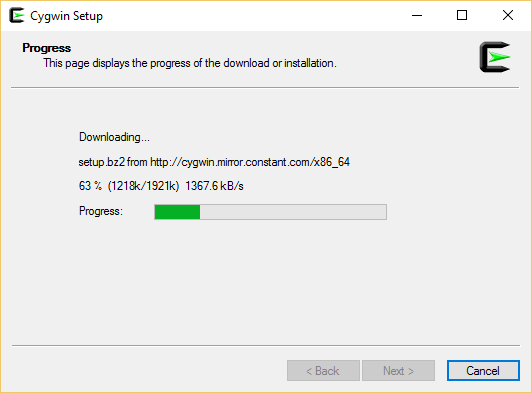 Cygwin Setup
Progress
This page displays the progress of the download or installation.
Downloading...
setup.bz2 from http://cygwin.mirror.constant.com/x86_64
63 % (1218k/1921k) 1367.6 kB/s
Progress:
< Back Next > Cancel